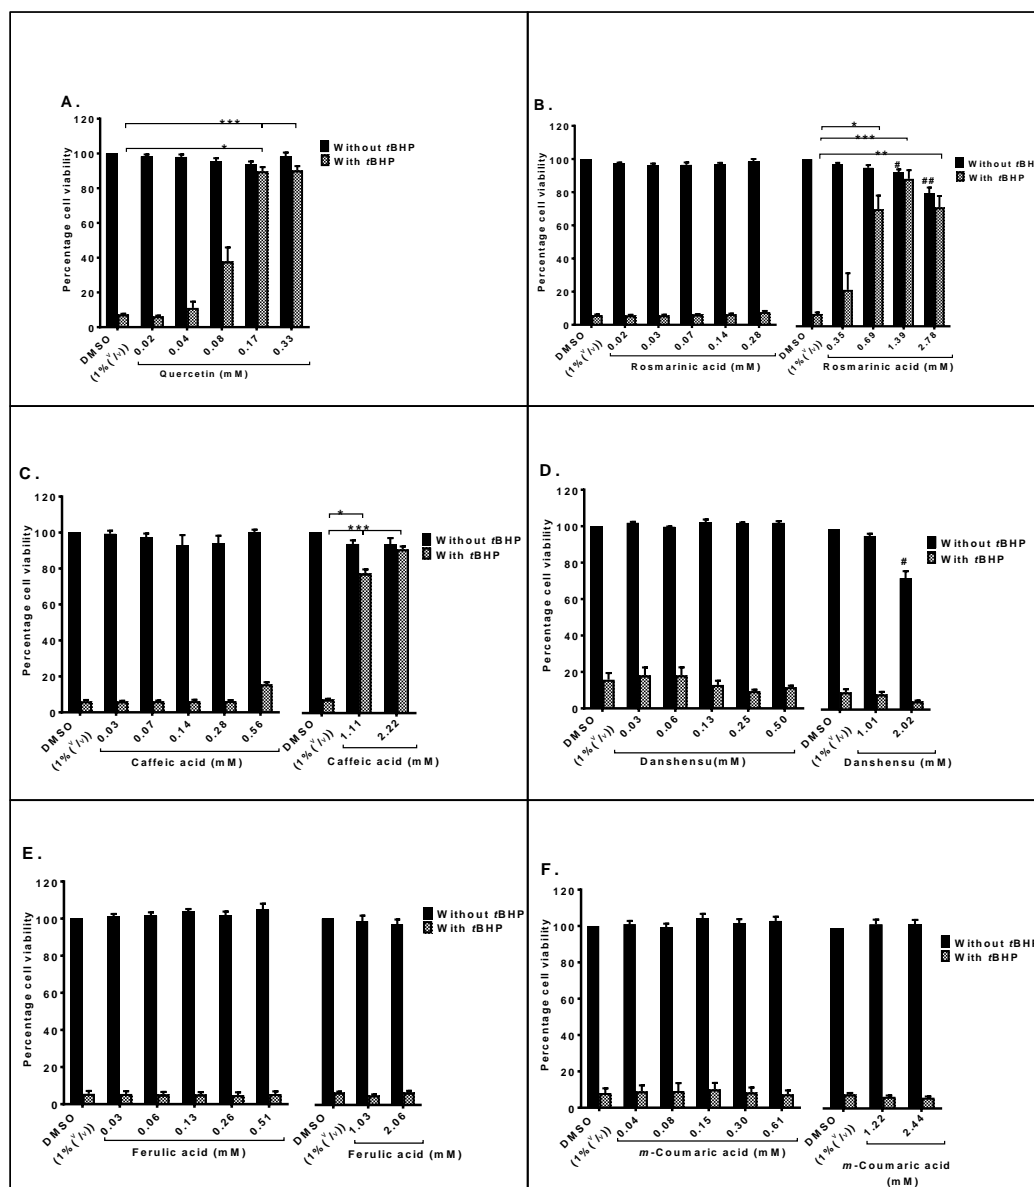 A.
***
*
Without tBHP
With tBHP
Percentage cell viability
120
100
80
60
40
20
0
DMSO
(1%(v/v))
0.02
0.04
0.08
0.17
0.33
Quercetin (mM)
B.
*
***
**
#
##
Without tBH
With tBHP
Percentage cell viability
120
100
80
60
40
20
0
DMSO
(1%(v/v))
0.02
0.03
0.07
0.14
0.28
Rosmarinic acid (mM)
DMSO
(1%(v/v))
0.35
0.69
1.39
2.78
Rosmarinic acid (mM)
C.
*
***
Without tBHP
With tBHP
Percentage cell viability
120
100
80
60
40
20
0
DMSO
(1%(v/v))
0.03
0.07
0.14
0.28
0.56
Caffeic acid (mM)
DMSO
(1%(v/v))
1.11
2.22
Caffeic acid (mM)
D.
#
Without tBHP
With tBHP
Percentage cell viability
120
100
80
60
40
20
0
DMSO
(1%(v/v))
0.03
0.06
0.13
0.25
0.50
Danshensu(mM)
DMSO
(1%(v/v))
1.01
2.02
Danshensu (mM)
E.
Without tBHP
With tBHP
Percentage cell viability
120
100
80
60
40
20
0
DMSO
(1%(v/v))
0.03
0.06
0.13
0.26
0.51
Ferulic acid (mM)
DMSO
(1%(v/v))
1.03
2.06
Ferulic acid (mM)
F.
Without tBHP
With tBHP
Percentage cell viability
120
100
80
60
40
20
0
DMSO
(1%(v/v))
0.04
0.08
0.15
0.30
0.61
m-Coumaric acid (mM)
DMSO
(1%(v/v))
1.22
2.44
m-Coumaric acid
(mM)